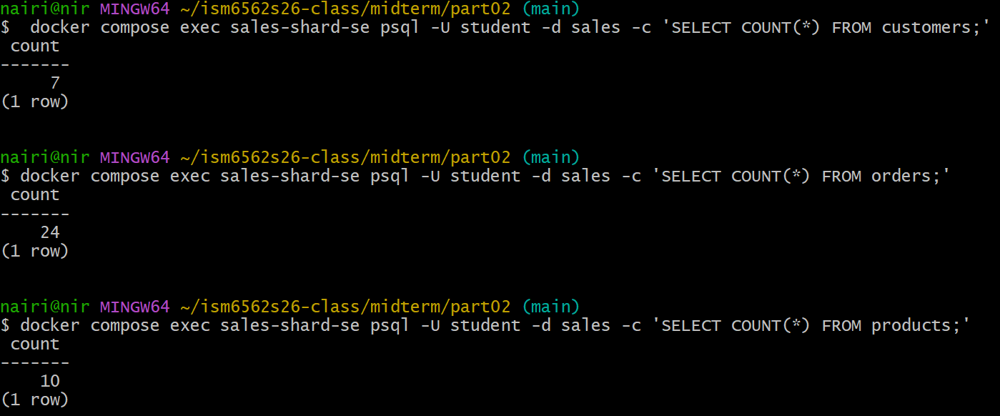 nairi@nir MINGW64 ~/ism6562s26-class/midterm/part02 (main)
$  docker compose exec sales-shard-se psql -U student -d sales -c 'SELECT COUNT(*) FROM customers;'
 count
-------
     7
(1 row)

nairi@nir MINGW64 ~/ism6562s26-class/midterm/part02 (main)
$ docker compose exec sales-shard-se psql -U student -d sales -c 'SELECT COUNT(*) FROM orders;'
 count
-------
    24
(1 row)

nairi@nir MINGW64 ~/ism6562s26-class/midterm/part02 (main)
$ docker compose exec sales-shard-se psql -U student -d sales -c 'SELECT COUNT(*) FROM products;'
 count
-------
    10
(1 row)